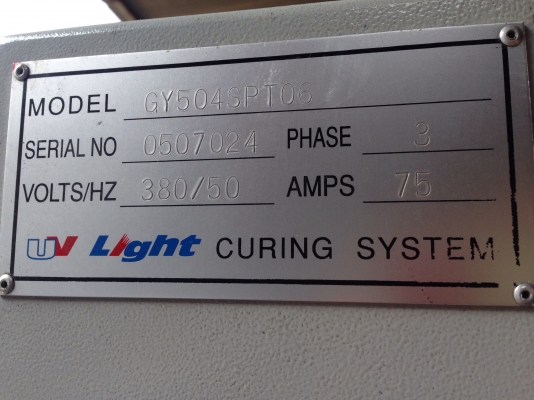 MODEL GY504SPT06
SERIAL NO 0507024 PHASE 3
VOLTS/HZ 380/50 AMPS 75
UV Light CURING SYSTEM